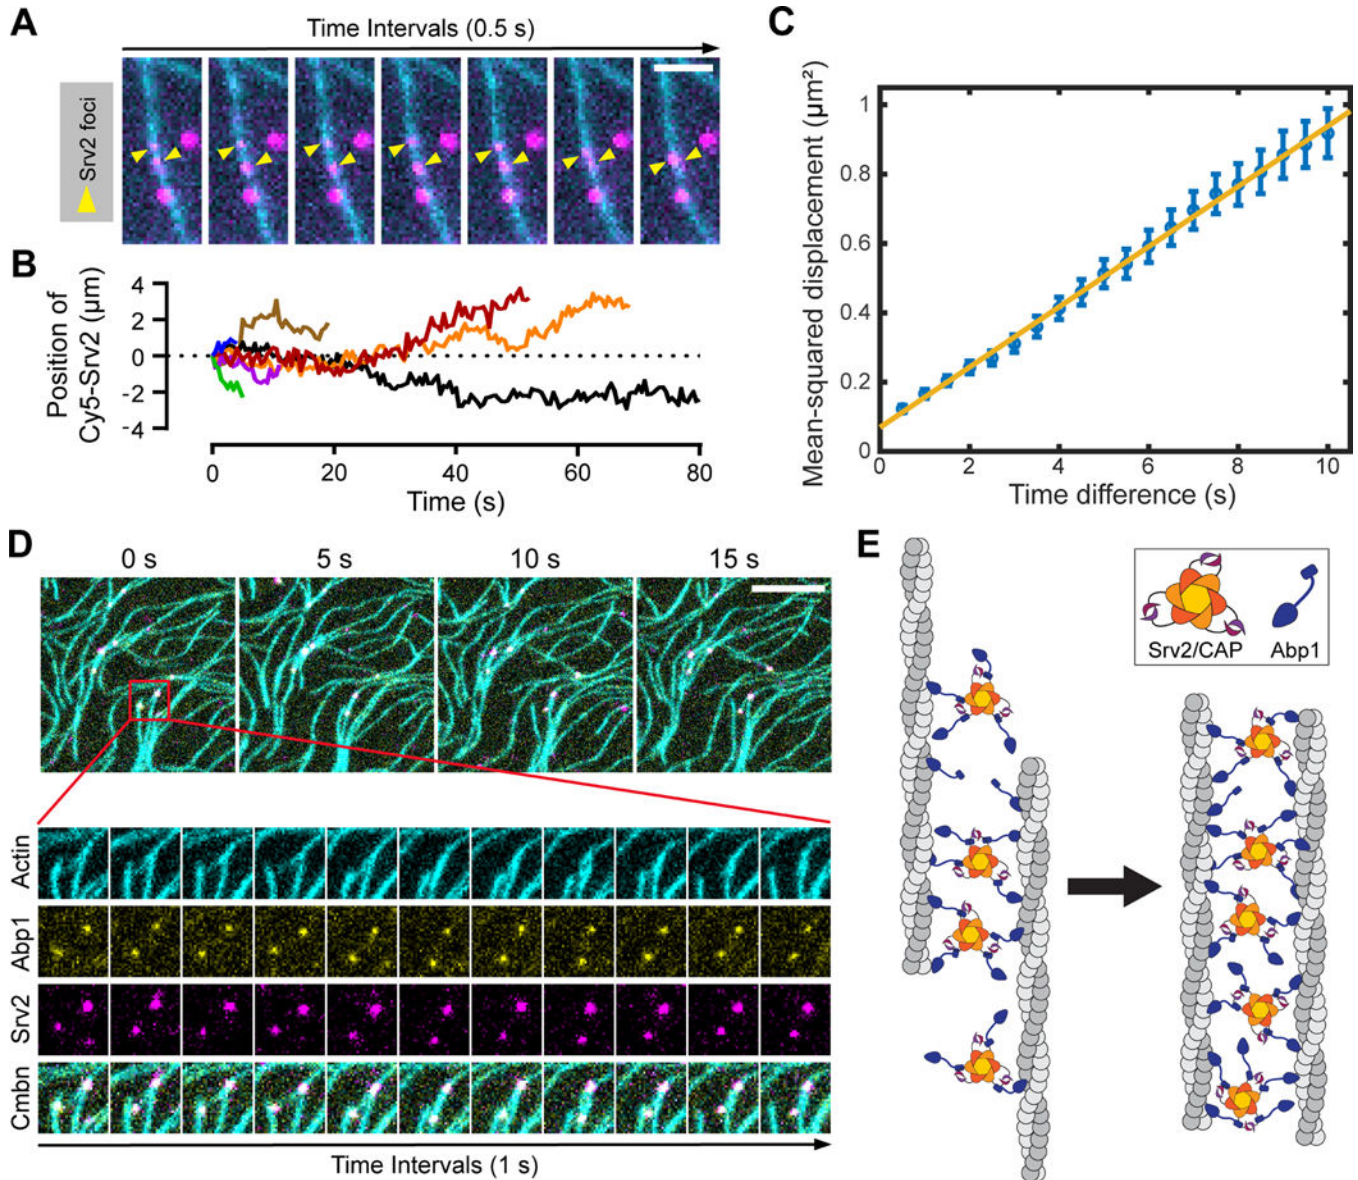 A
Time Intervals (0.5 s)
Srv2 foci
B
Position of
Cy5-Srv2 (μm)
4
2
0
-2
-4
0
20
40
60
80
Time (s)
C
Mean-squared displacement (μm²)
1
0.8
0.6
0.4
0.2
0
0
2
4
6
8
10
Time difference (s)
D
0 s
5 s
10 s
15 s
Actin
Abp1
Srv2
Cmbn
Time Intervals (1 s)
E
Srv2/CAP
Abp1